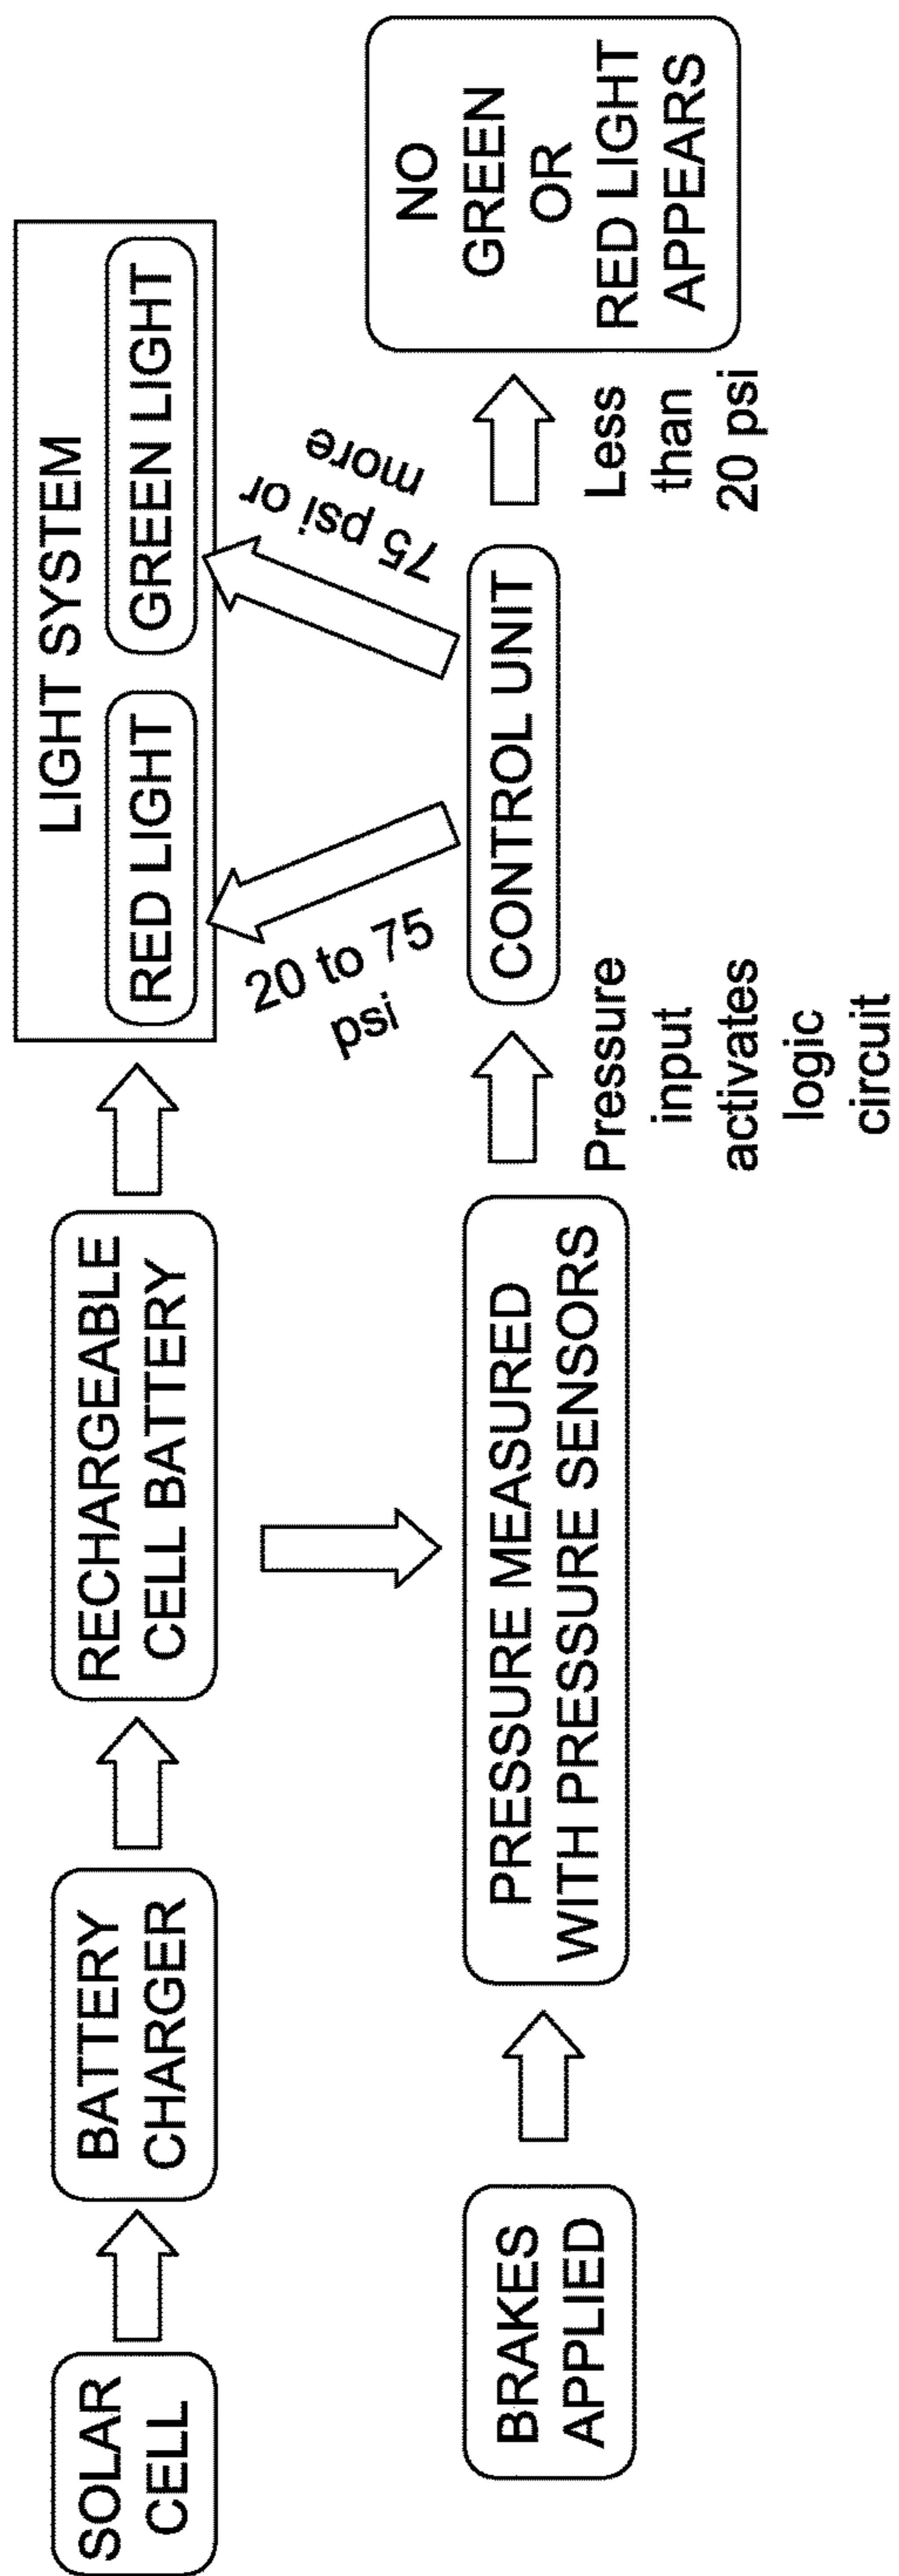 SOLAR
CELL
BATTERY
CHARGER
RECHARGEABLE
CELL BATTERY
LIGHT SYSTEM
RED LIGHT
GREEN LIGHT
20 to 75
psi
75 psi or
more
BRAKES
APPLIED
PRESSURE MEASURED
WITH PRESSURE SENSORS
Pressure
input
activates
logic
circuit
CONTROL UNIT
Less
than
20 psi
NO
GREEN
OR
RED LIGHT
APPEARS